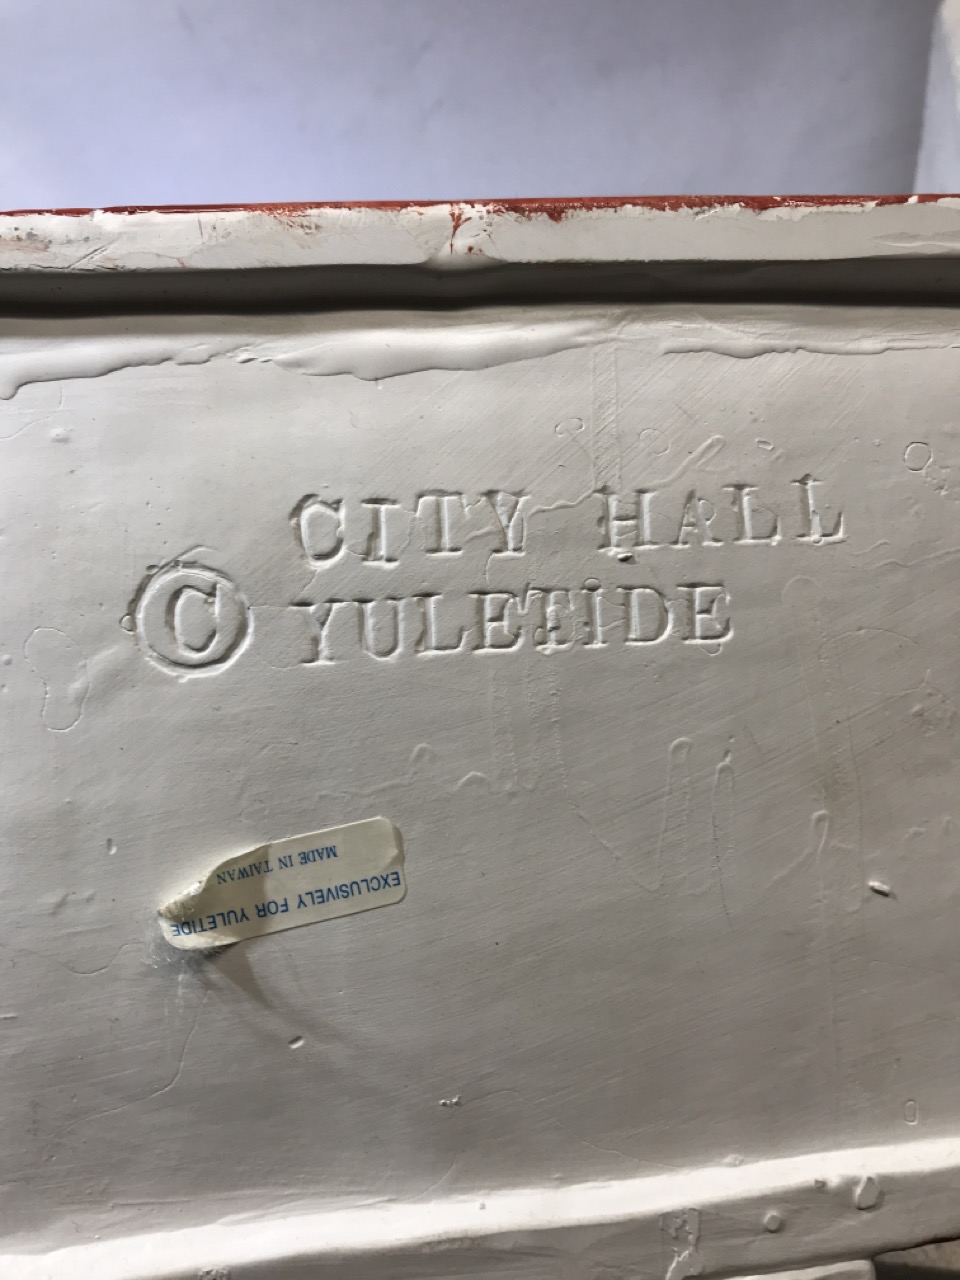 CITY HALL
© YULETIDE
EXCLUSIVELY FOR YULETIDE
MADE IN TAIWAN